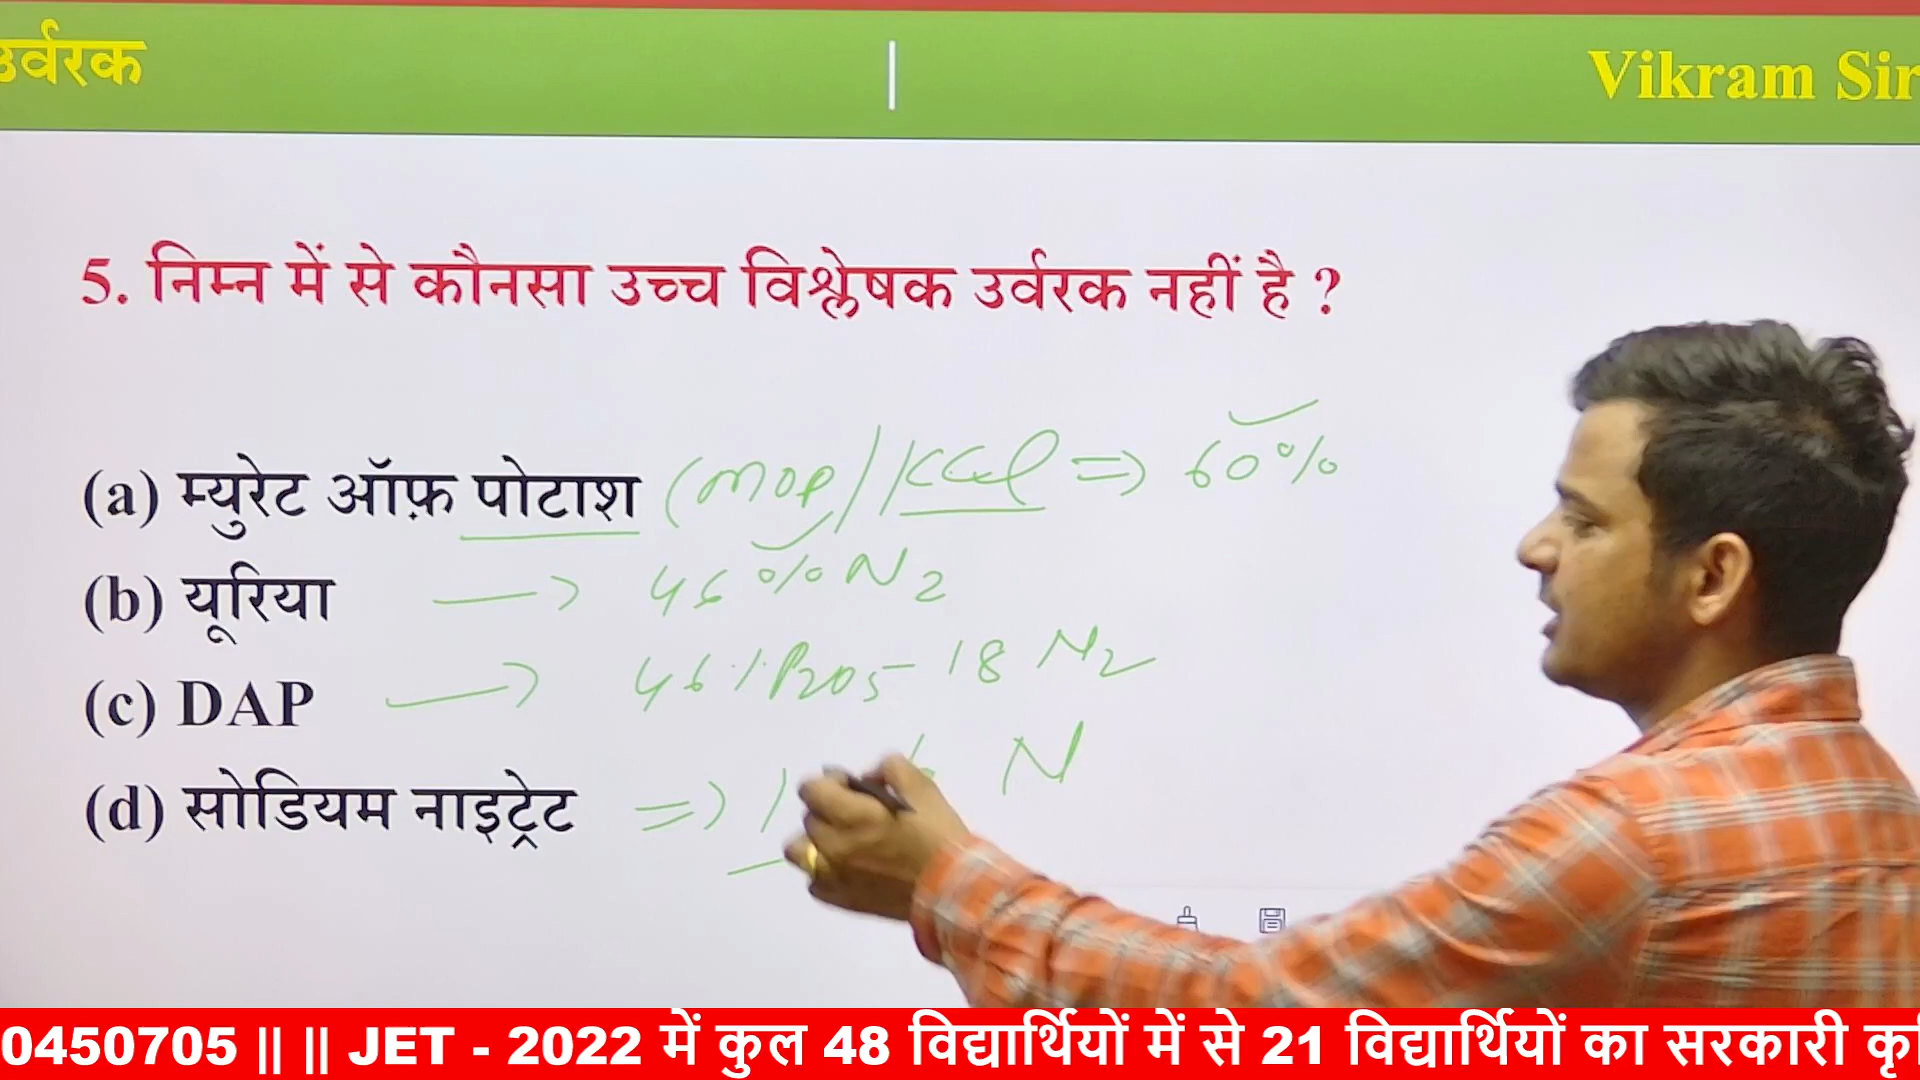 उर्वरक | Vikram Sir
5. निम्न में से कौनसा उच्च विश्लेषक उर्वरक नहीं है ?
(a) म्युरेट ऑफ़ पोटाश (MOP) / KCl => 60%
(b) यूरिया → 46% N2
(c) DAP → 46% P2O5 - 18 N2
(d) सोडियम नाइट्रेट => N
0450705 || || JET - 2022 में कुल 48 विद्यार्थियों में से 21 विद्यार्थियों का सरकारी